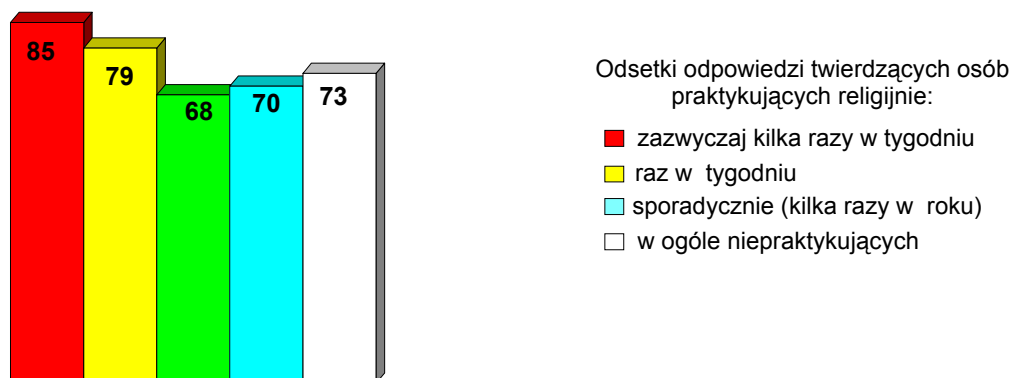 85
79
68
70
73
Odsetki odpowiedzi twierdzących osób
praktykujących religijnie:
zazwyczaj kilka razy w tygodniu
raz w tygodniu
sporadycznie (kilka razy w roku)
w ogóle niepraktykujących